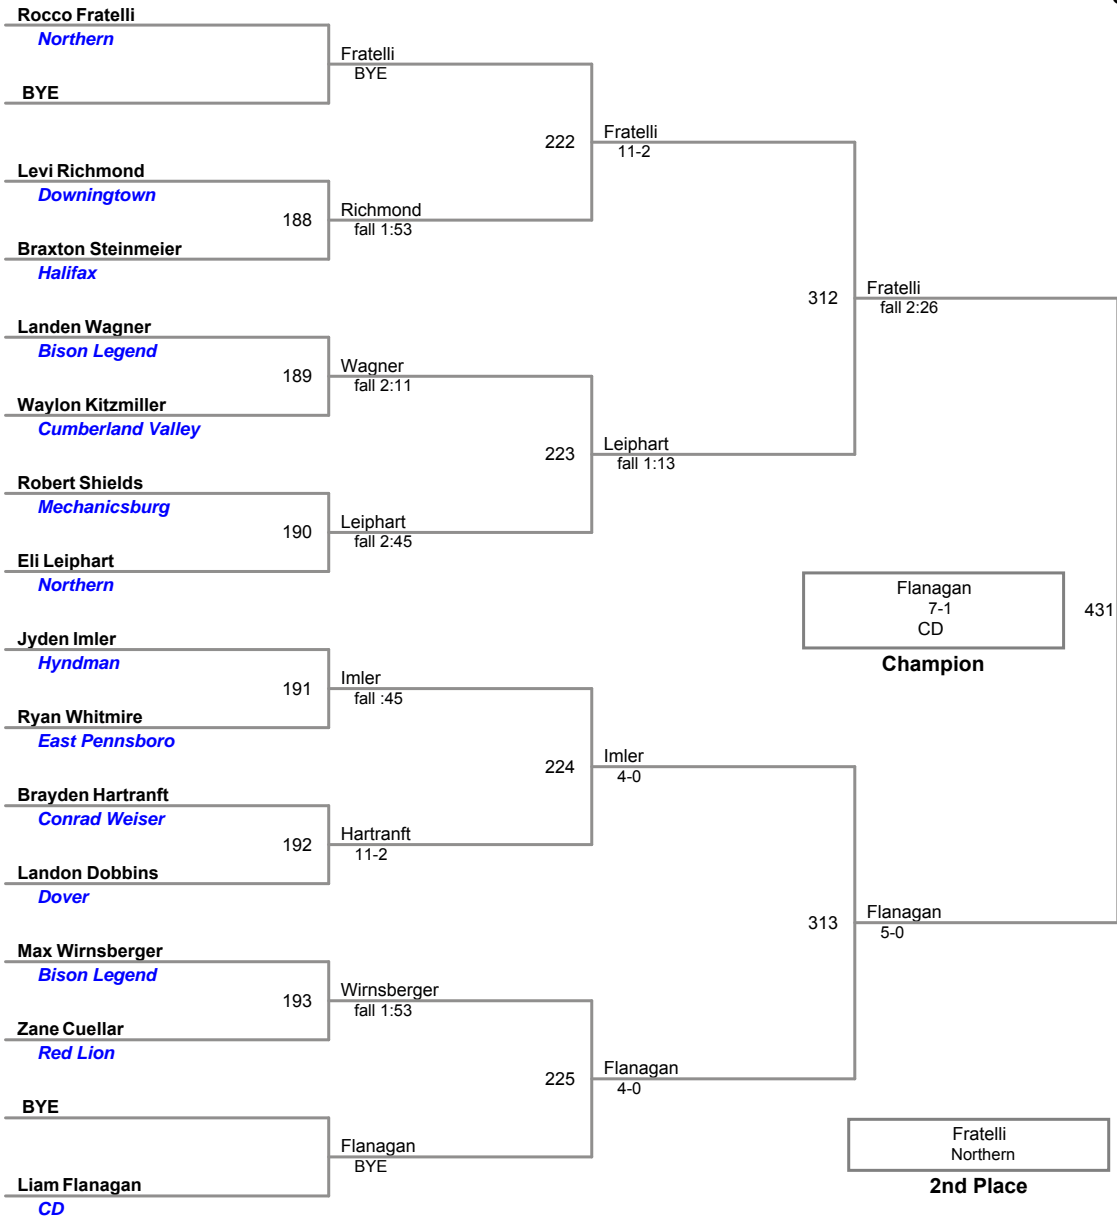 Rocco Fratelli
Northern
Fratelli
BYE
BYE
222
Fratelli
11-2
Levi Richmond
Downingtown
188
Richmond
fall 1:53
Braxton Steinmeier
Halifax
312
Fratelli
fall 2:26
Landen Wagner
Bison Legend
189
Wagner
fall 2:11
Waylon Kitzmiller
Cumberland Valley
223
Leiphart
fall 1:13
Robert Shields
Mechanicsburg
190
Leiphart
fall 2:45
Eli Leiphart
Northern
Flanagan
7-1
CD
431
Champion
Jyden Imler
Hyndman
191
Imler
fall :45
Ryan Whitmire
East Pennsboro
224
Imler
4-0
Brayden Hartranft
Conrad Weiser
192
Hartranft
11-2
Landon Dobbins
Dover
313
Flanagan
5-0
Max Wirnsberger
Bison Legend
193
Wirnsberger
fall 1:53
Zane Cuellar
Red Lion
225
Flanagan
4-0
BYE
Flanagan
BYE
Liam Flanagan
CD
Fratelli
Northern
2nd Place